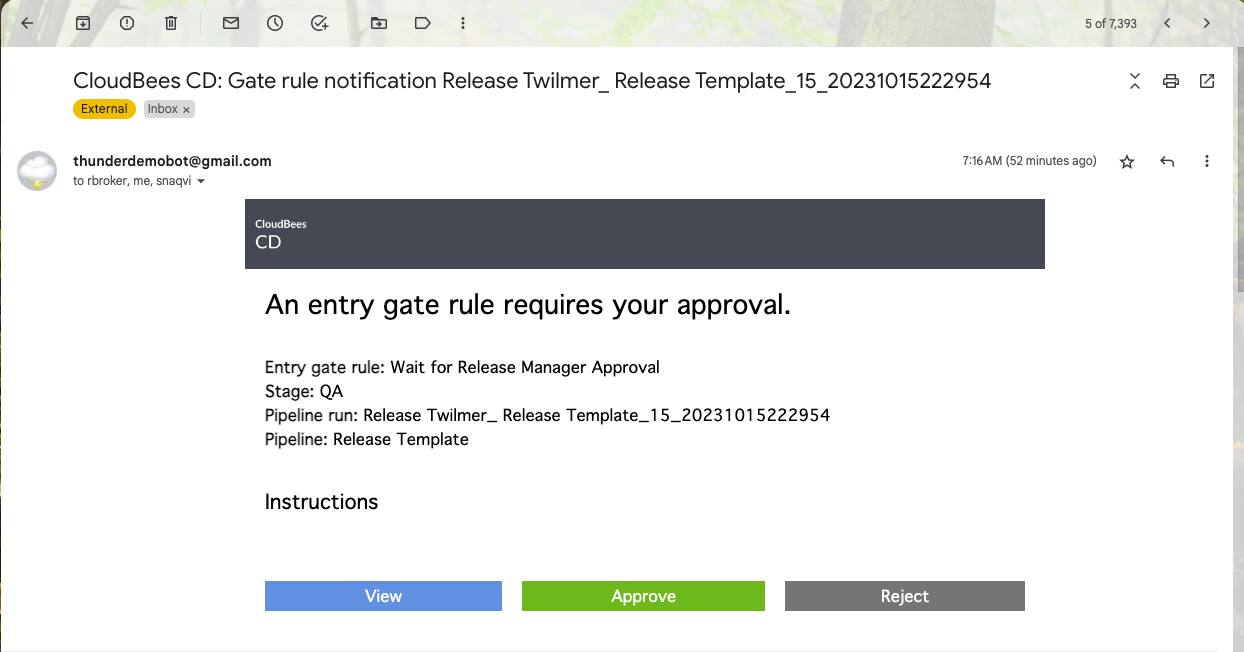 5 of 7,393
CloudBees CD: Gate rule notification Release Twilmer_ Release Template_15_20231015222954
External
Inbox ×
thunderdemobot@gmail.com
7:16 AM (52 minutes ago)
to rbroker, me, snaqvi
CloudBees
CD
An entry gate rule requires your approval.
Entry gate rule: Wait for Release Manager Approval
Stage: QA
Pipeline run: Release Twilmer_ Release Template_15_20231015222954
Pipeline: Release Template
Instructions
View
Approve
Reject